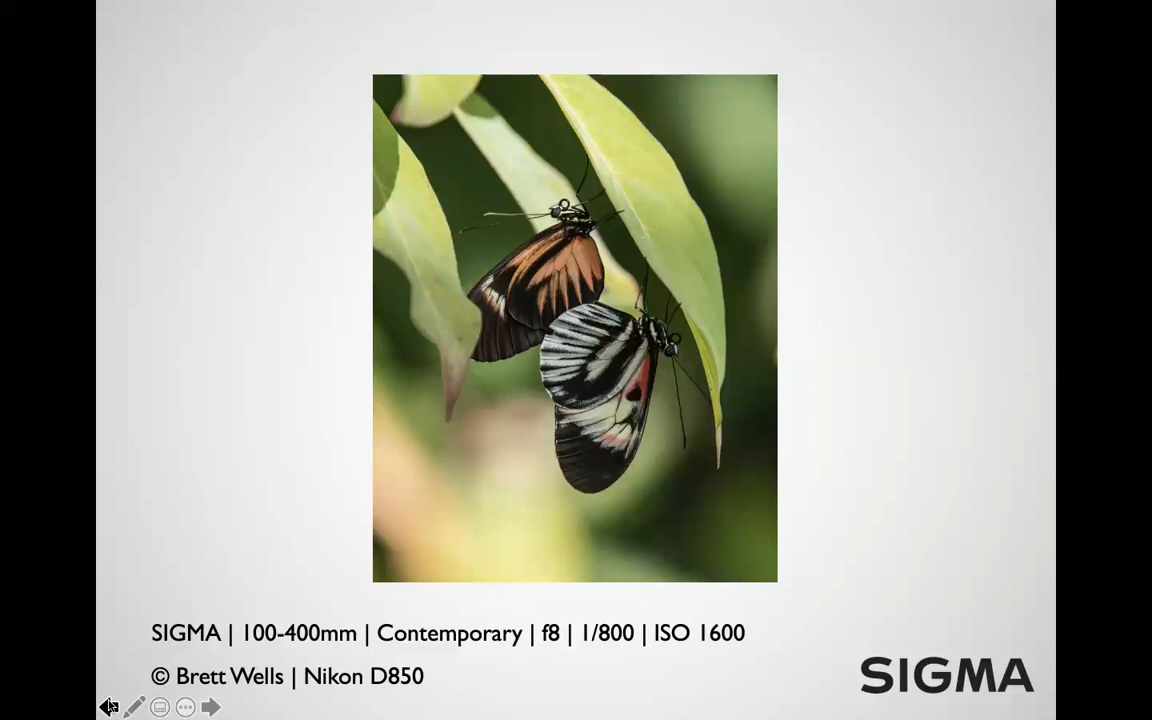 SIGMA | 100-400mm | Contemporary | f8 | 1/800 | ISO 1600
© Brett Wells | Nikon D850
SIGMA